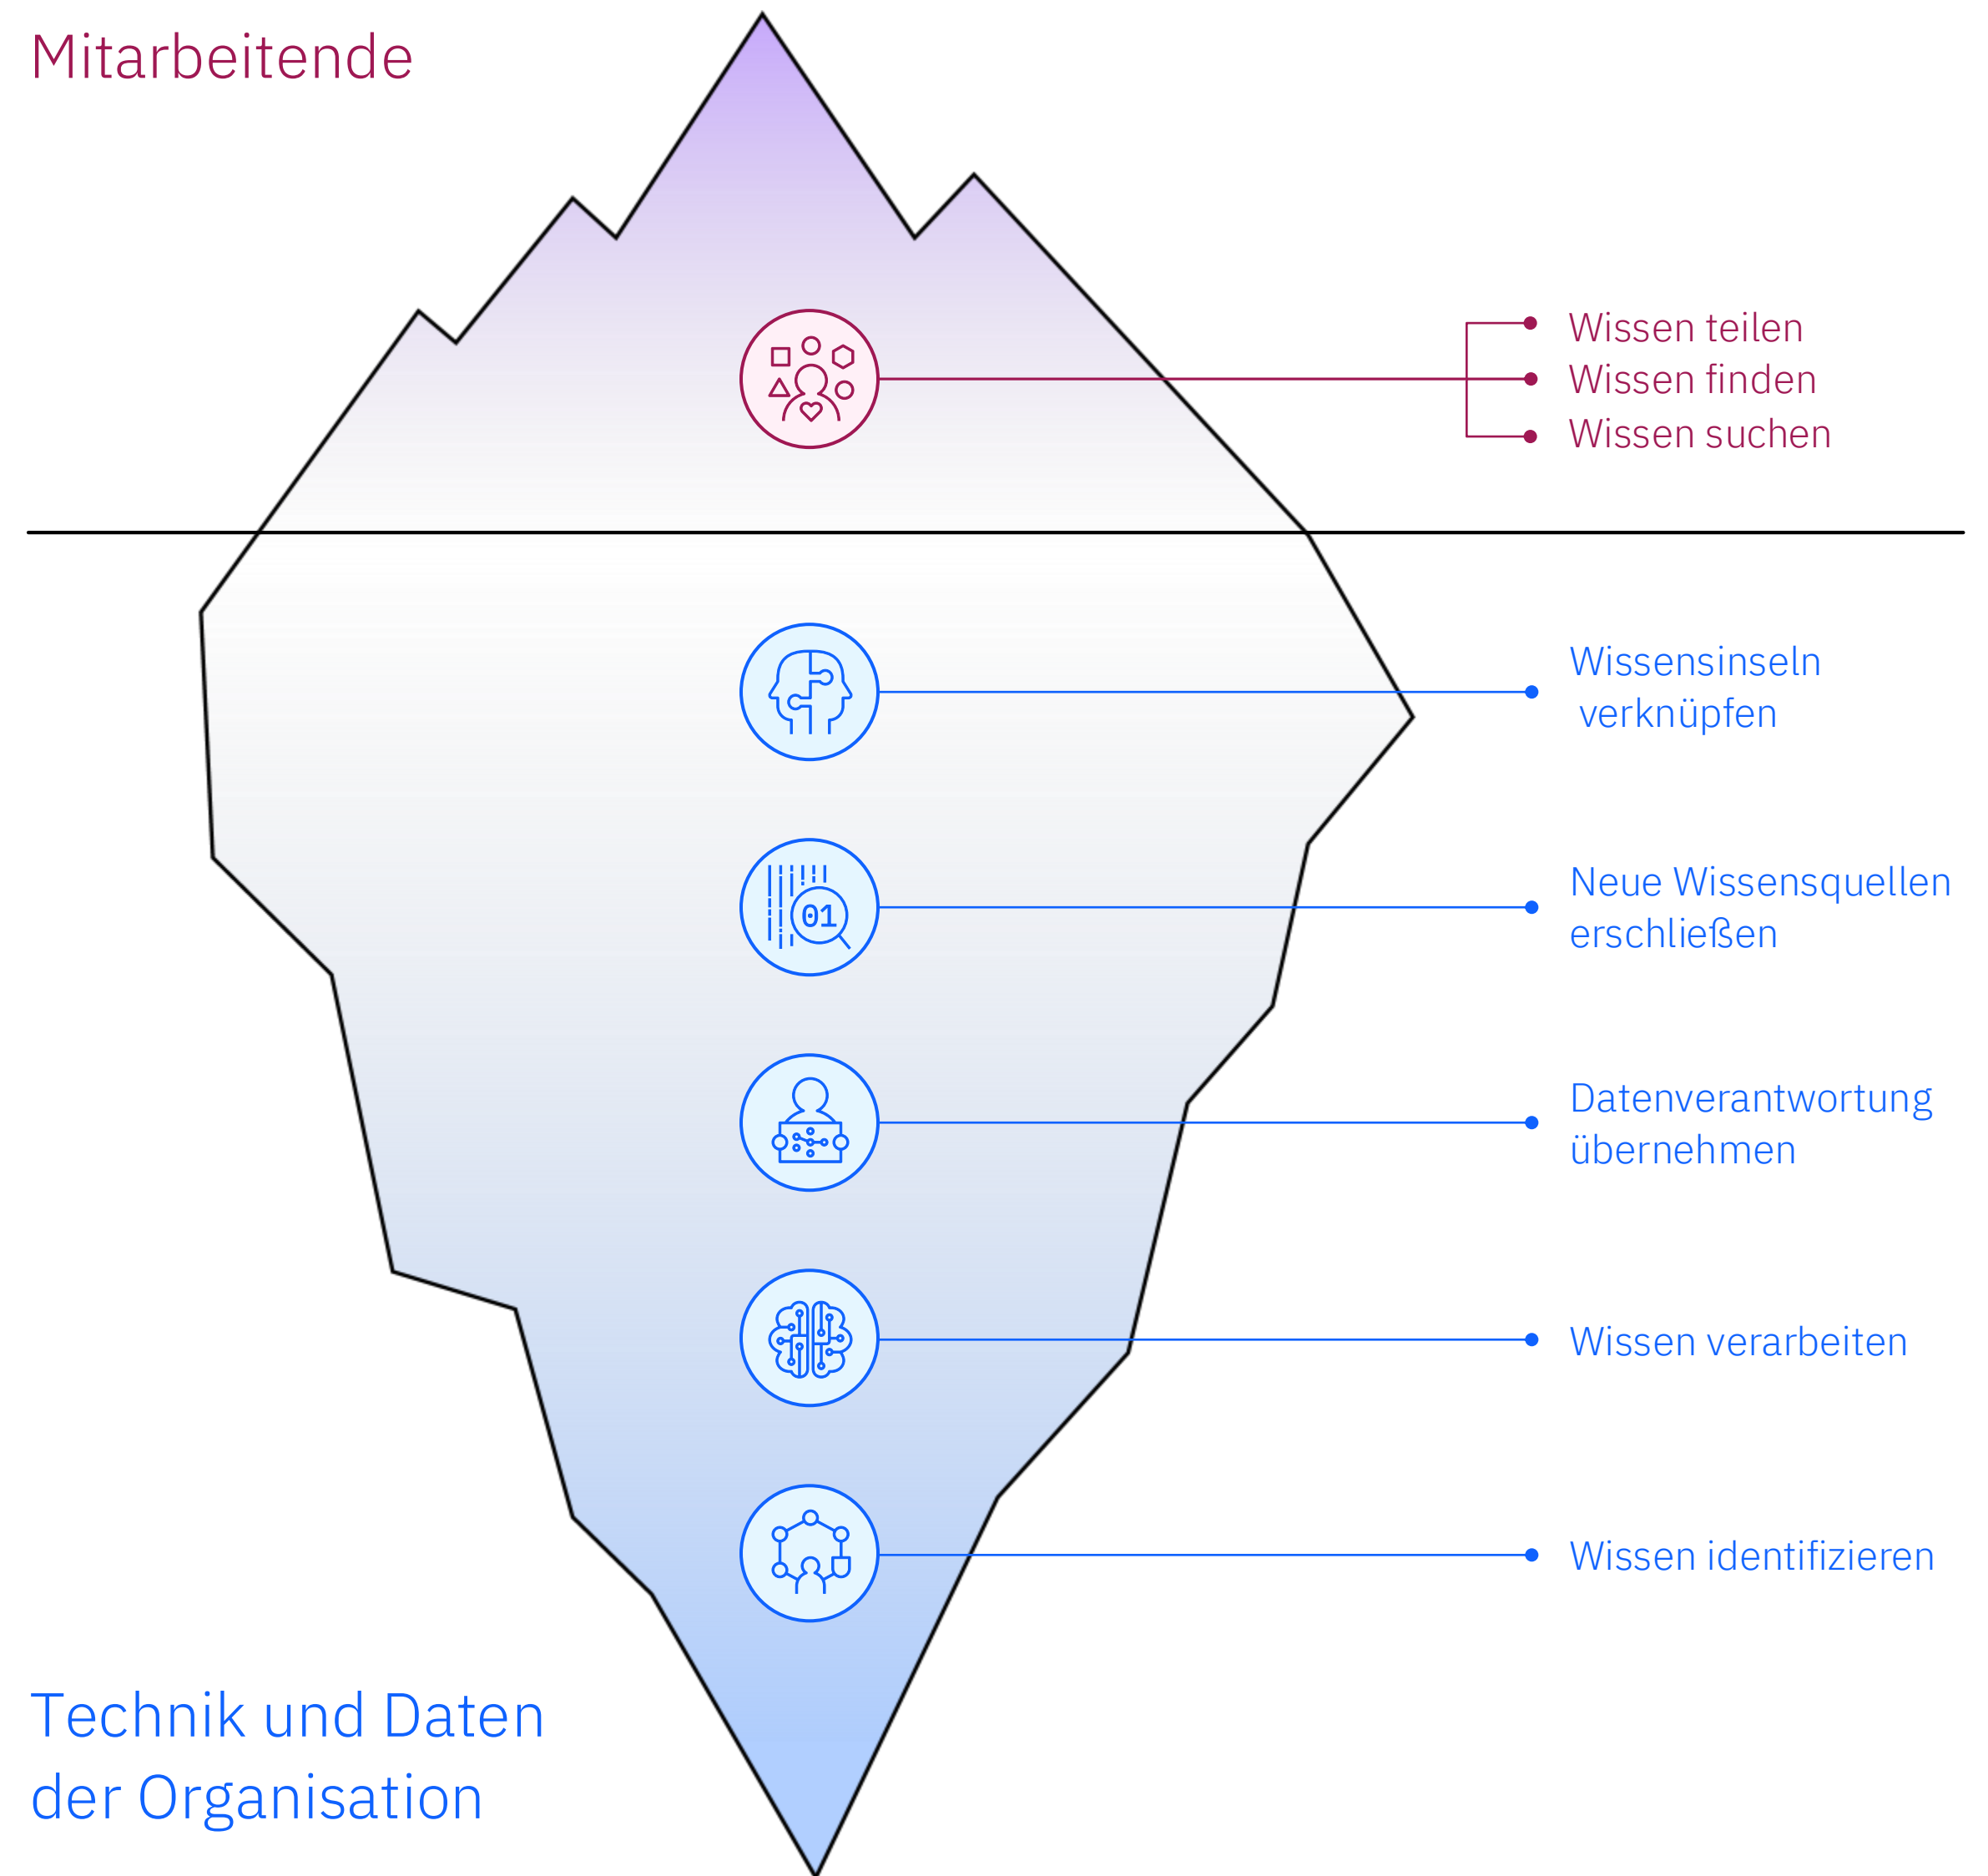 Mitarbeitende
Wissen teilen
Wissen finden
Wissen suchen
Wissensinseln
verknüpfen
01
Neue Wissensquellen
erschließen
Datenverantwortung
übernehmen
Wissen verarbeiten
Wissen identifizieren
Technik und Daten
der Organisation